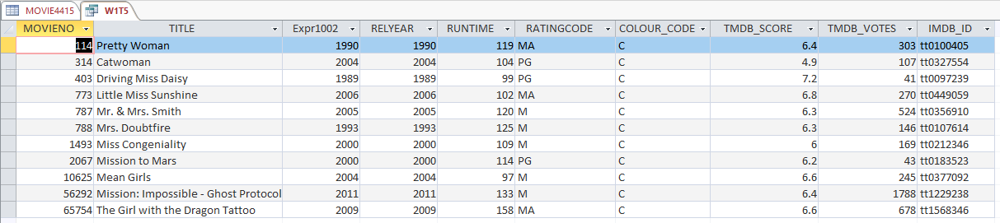 MOVIE4415 W1T5
MOVIENO TITLE Expr1002 RELYEAR RUNTIME RATINGCODE COLOUR_CODE TMDB_SCORE TMDB_VOTES IMDB_ID
114 Pretty Woman 1990 1990 119 MA C 6.4 303 tt0100405
314 Catwoman 2004 2004 104 PG C 4.9 107 tt0327554
403 Driving Miss Daisy 1989 1989 99 PG C 7.2 41 tt0097239
773 Little Miss Sunshine 2006 2006 102 MA C 6.8 270 tt0449059
787 Mr. & Mrs. Smith 2005 2005 120 M C 6.3 524 tt0356910
788 Mrs. Doubtfire 1993 1993 125 M C 6.3 146 tt0107614
1493 Miss Congeniality 2000 2000 109 M C 6 169 tt0212346
2067 Mission to Mars 2000 2000 114 PG C 6.2 43 tt0183523
10625 Mean Girls 2004 2004 97 M C 6.6 245 tt0377092
56292 Mission: Impossible - Ghost Protocol 2011 2011 133 M C 6.4 1788 tt1229238
65754 The Girl with the Dragon Tattoo 2009 2009 158 MA C 6.6 678 tt1568346